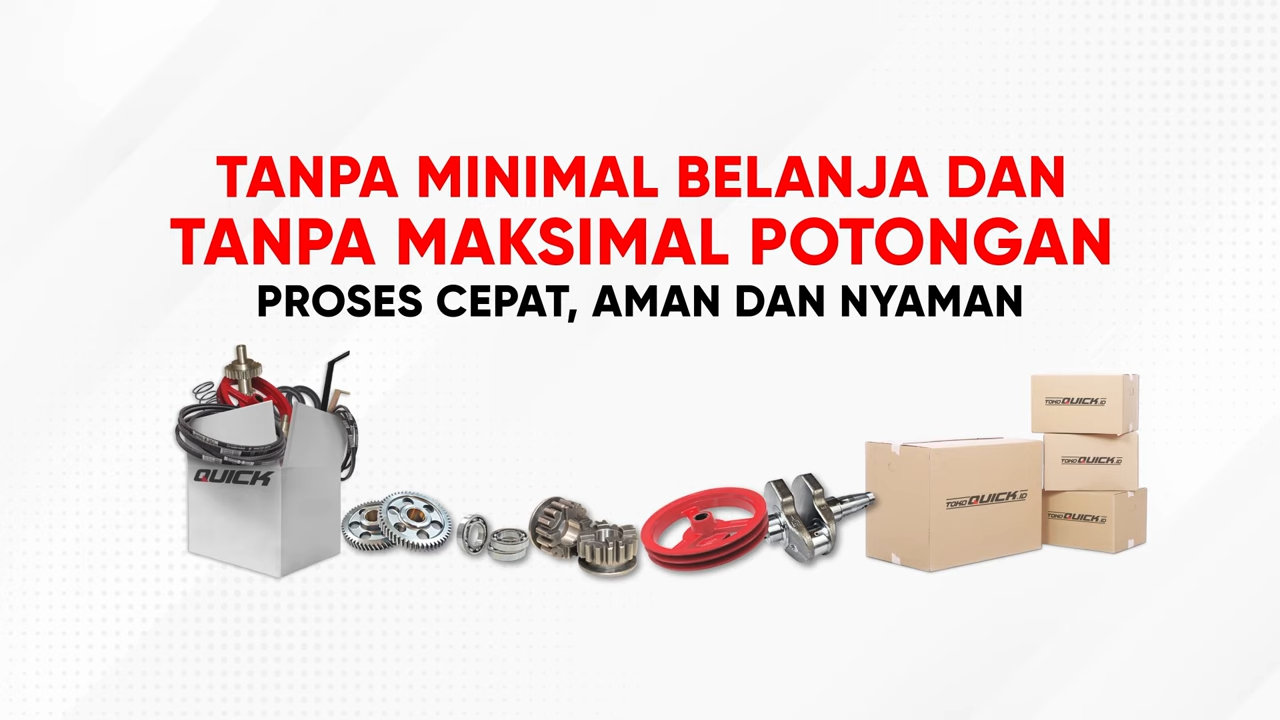 TANPA MINIMAL BELANJA DAN
TANPA MAKSIMAL POTONGAN
PROSES CEPAT, AMAN DAN NYAMAN
QUICK
TOKOQUICK.ID
TOKOQUICK.ID
TOKOQUICK.ID
TOKOQUICK.ID